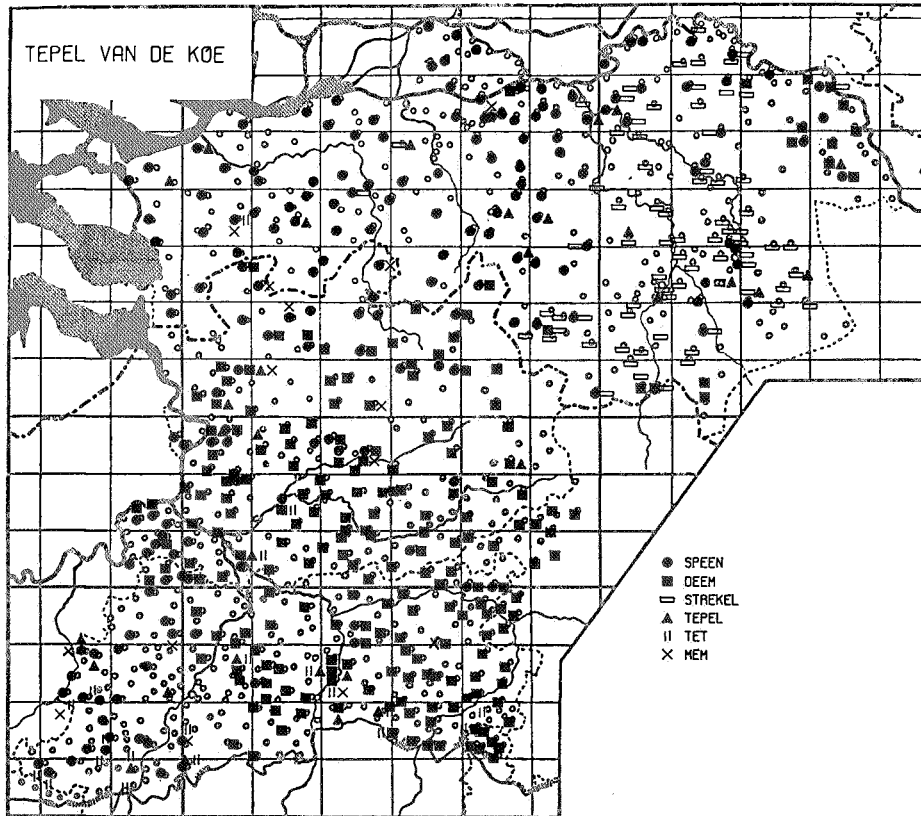 TEPEL VAN DE KOE
SPEEN
DEEM
STREKEL
TEPEL
TET
MEM